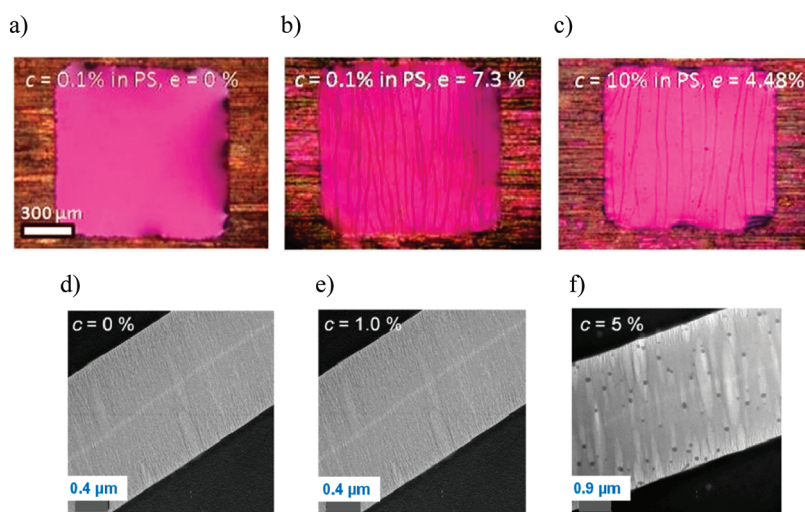 a)
b)
c)
c = 0.1% in PS, e = 0 %
c = 0.1% in PS, e = 7.3 %
c = 10% in PS, e = 4.48%
300 µm
d)
e)
f)
c = 0 %
c = 1.0 %
c = 5 %
0.4 µm
0.4 µm
0.9 µm